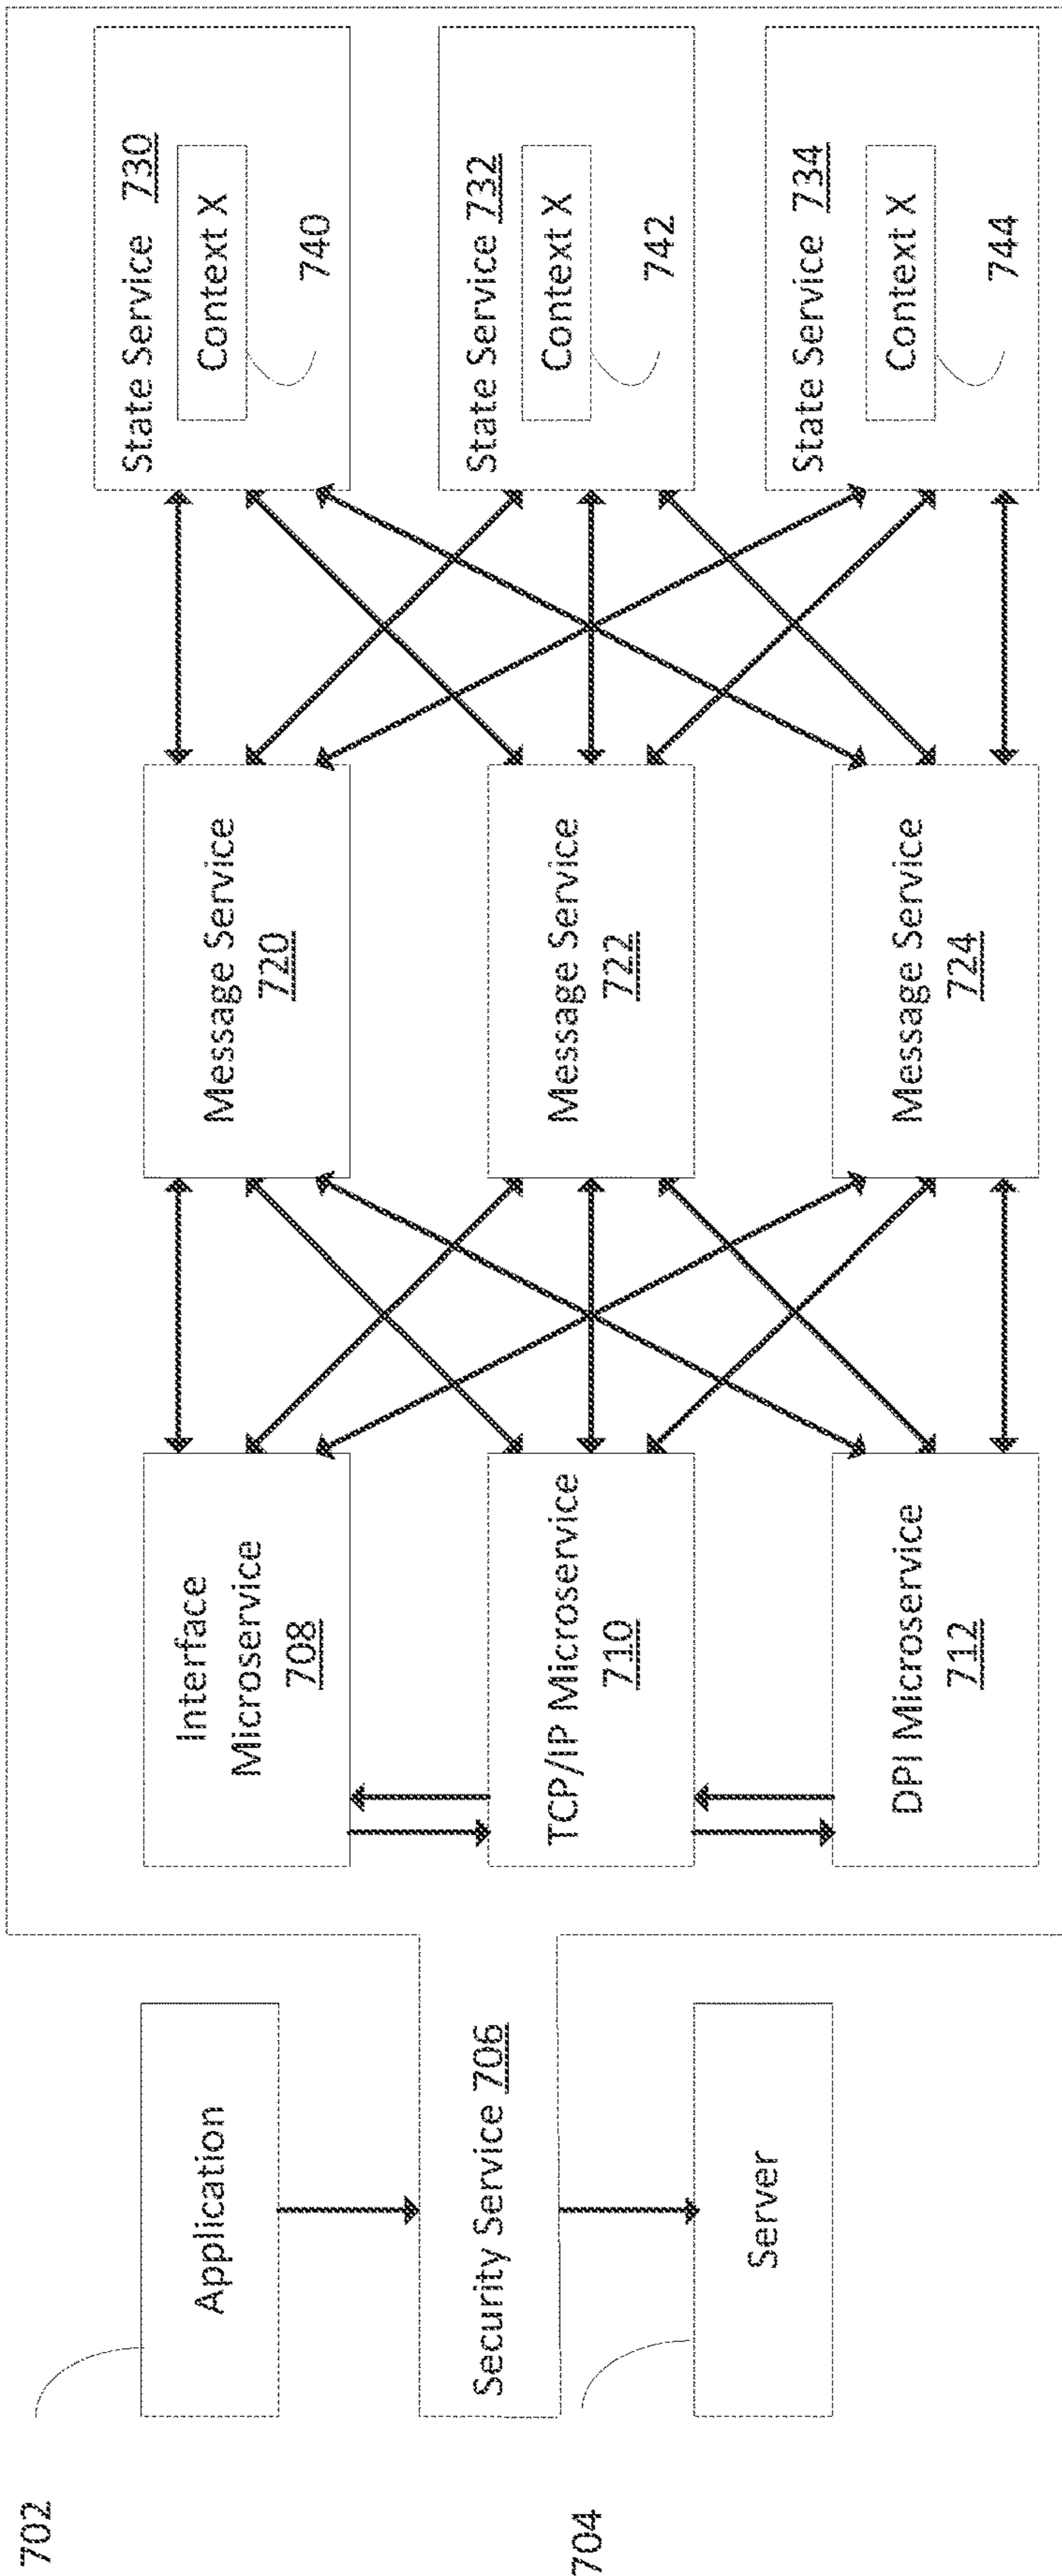 702
Application
Security Service 706
704
Server
Interface
Microservice
708
TCP/IP Microservice
710
DPI Microservice
712
Message Service
720
Message Service
722
Message Service
724
State Service 730
Context X
740
State Service 732
Context X
742
State Service 734
Context X
744